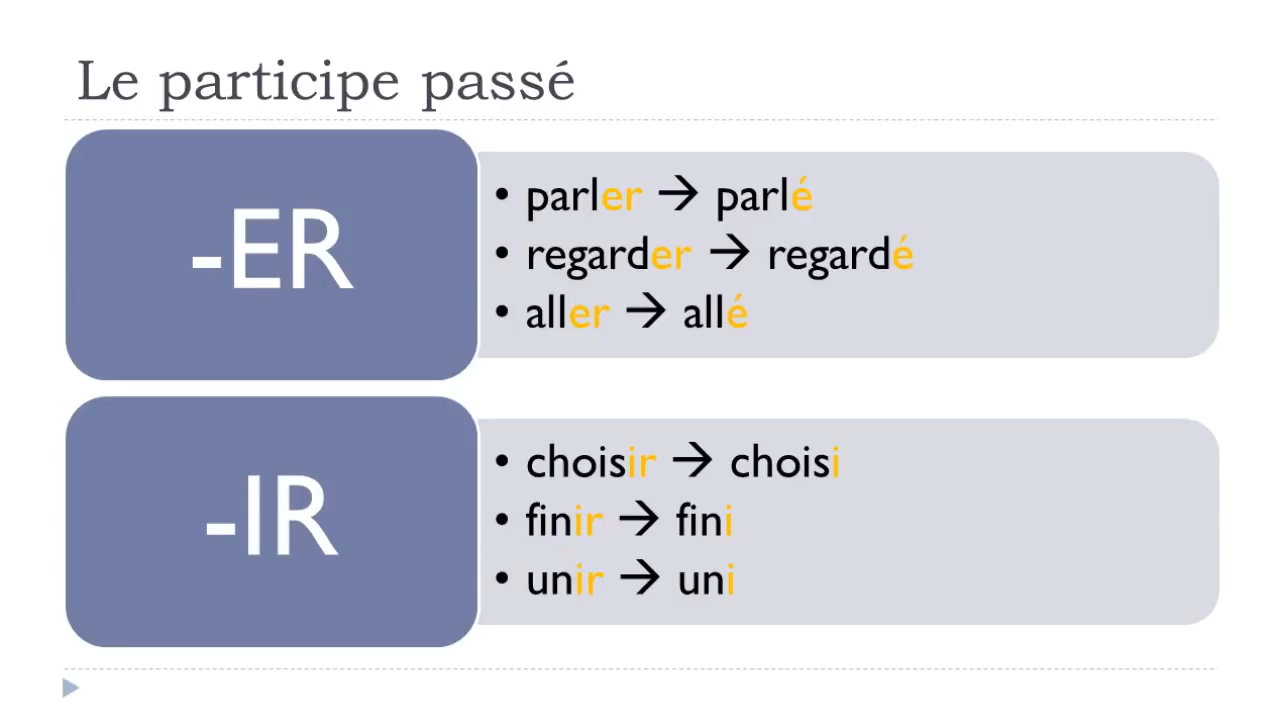 Le participe passé
-ER
• parler → parlé
• regarder → regardé
• aller → allé
-IR
• choisir → choisi
• finir → fini
• unir → uni